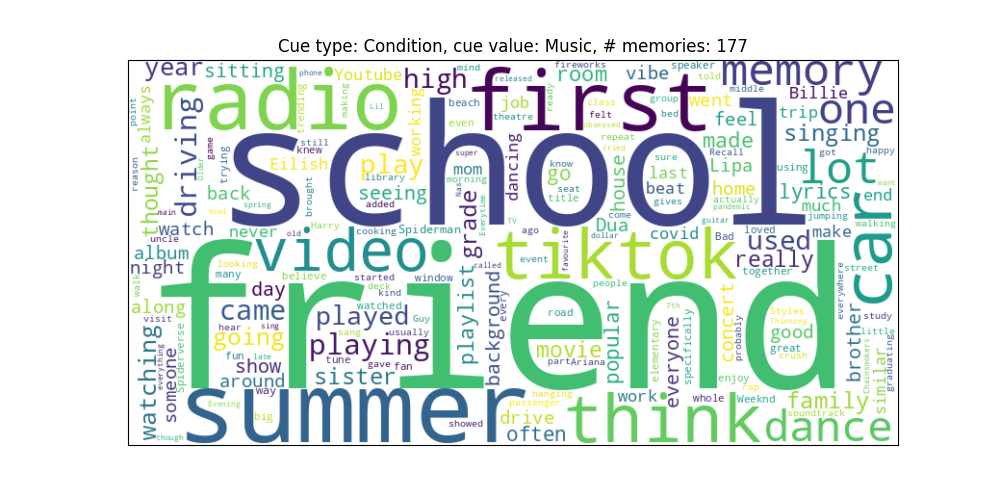 Cue type: Condition, cue value: Music, # memories: 177
year sitting phone Youtube high mind released first fireworks room vibe speaker told memory
radio trending making Lil working beach job theatre even ready class felt obsessed group bed went middle Billie one
point always driving game trying still knew Eilish play library added super mom morning dancing repeat tried know go seat title house sure last beat gives made feel Recall Lipa home actually pandemic trip singing using got happy lot lyrics end want
school
reason thought older back spring brought seeing grade Nas Everytime TV ago Dua come dollar covid guitar Bad loved much jumping make walking car
main uncle watch never old Harry cooking Spiderman video tiktok favourite event people used really together street everywhere
album night many looking believe started deck kind window called every road
friend
walk along visit day came going hear sing fun late show around way tune sang played watched Guy playing usually gave fan sister playlist background movie part Ariana popular elementary 7th everyone specifically concert probably Styles Thinking good great crush brother study little similar Chainsmokers graduating
watching everything someone Spiderverse Evening big though summer showed hanging passenger drive often think work whole Weeknd enjoy rap family soundtrack dance